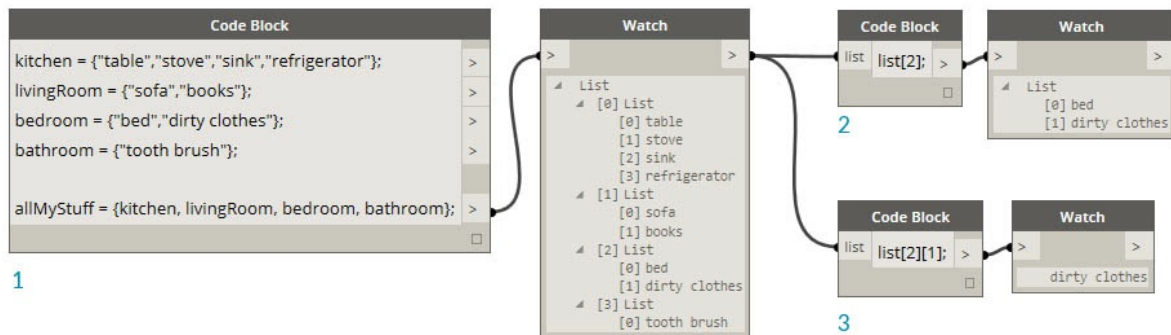 Code Block
kitchen = {"table","stove","sink","refrigerator"};
>
livingRoom = {"sofa","books"};
>
bedroom = {"bed","dirty clothes"};
>
bathroom = {"tooth brush"};
>
allMyStuff = {kitchen, livingRoom, bedroom, bathroom};
>
1
Watch
> >
List
[0] List
[0] table
[1] stove
[2] sink
[3] refrigerator
[1] List
[0] sofa
[1] books
[2] List
[0] bed
[1] dirty clothes
[3] List
[0] tooth brush
Code Block
list list[2]; >
2
Watch
> >
List
[0] bed
[1] dirty clothes
Code Block
list list[2][1]; >
3
Watch
> >
dirty clothes